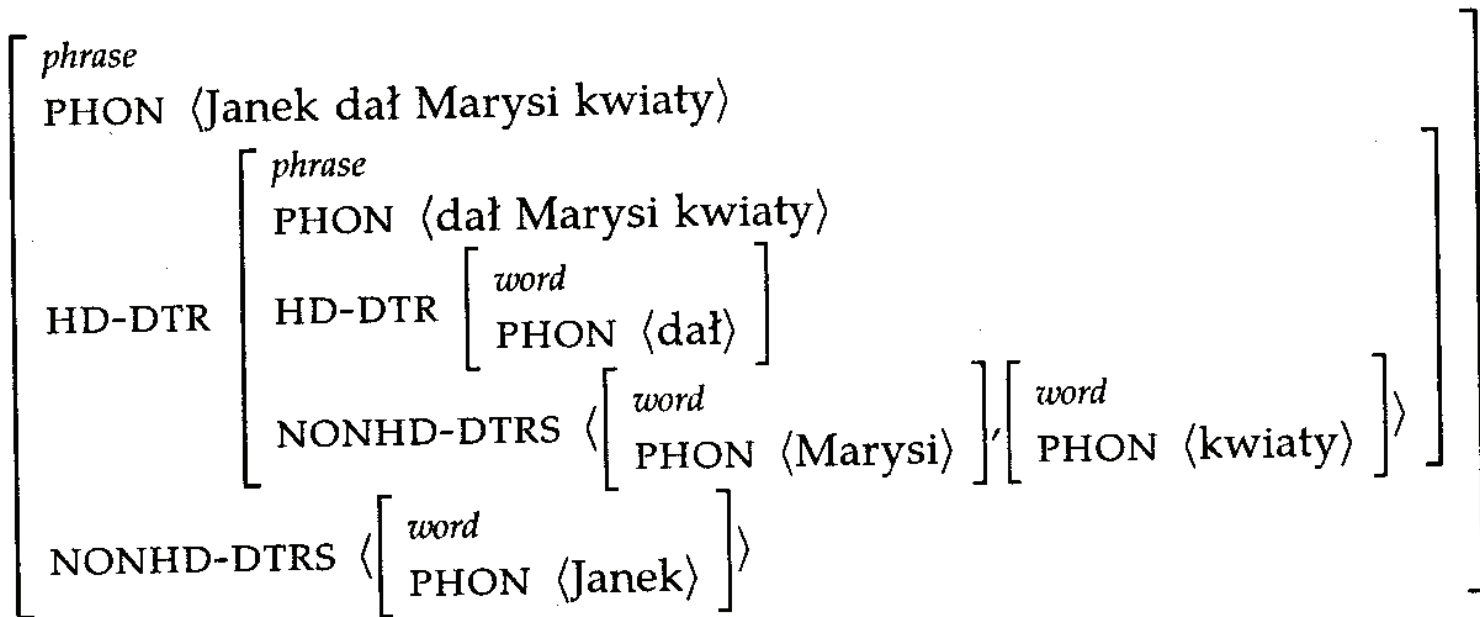 phrase
PHON ⟨Janek dał Marysi kwiaty⟩
phrase
PHON ⟨dał Marysi kwiaty⟩
HD-DTR HD-DTR word
PHON ⟨dał⟩
NONHD-DTRS ⟨[word PHON ⟨Marysi⟩],[word PHON ⟨kwiaty⟩]⟩
NONHD-DTRS ⟨[word PHON ⟨Janek⟩]⟩